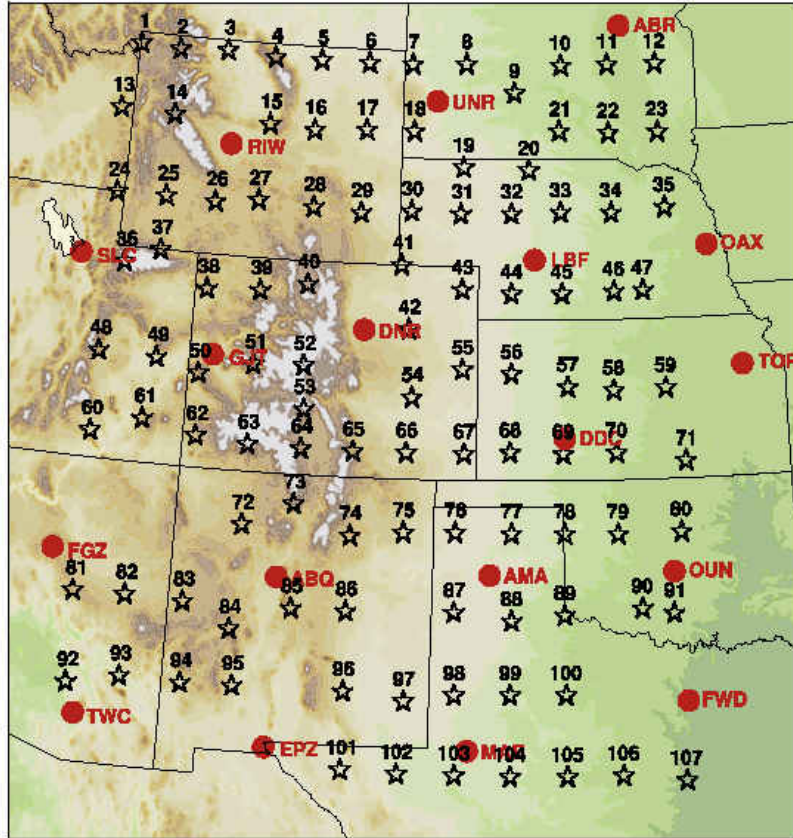 1 2 3 4 5 6 7 8 9 10 11 12 ABR
13 14 15 16 17 18 UNR 21 22 23
RIW 19 20
24 25 26 27 28 29 30 31 32 33 34 35
36 37 SLC 38 39 40 41 43 44 LBF 45 46 47 OAX
48 49 50 GJT 51 52 DNR 42 55 56 57 58 59 TOP
60 61 62 63 53 64 65 54 66 67 68 69 DDC 70 71
72 73 74 75 76 77 78 79 80
FGZ 81 82 83 84 ABQ 85 86 87 AMA 88 89 90 91 OUN
92 93 94 95 96 97 98 99 100
TWC FWD
EPZ 101 102 103 MAF 104 105 106 107